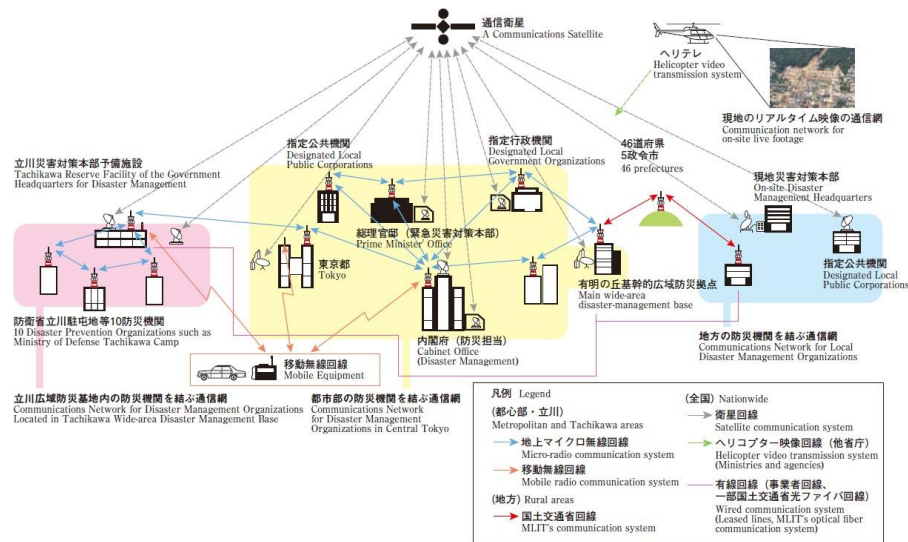 通信衛星
A Communications Satellite
ヘリテレ
Helicopter video
transmission system
現地のリアルタイム映像の通信網
Communication network for
on-site live footage
指定公共機関
Designated Local
Public Corporations
指定行政機関
Designated Local
Government Organizations
46道府県
5政令市
46 prefectures
立川災害対策本部予備施設
Tachikawa Reserve Facility of the Government
Headquarters for Disaster Management
現地災害対策本部
On-site Disaster
Management Headquarters
総理官邸（緊急災害対策本部）
Prime Minister' Office
東京都
Tokyo
有明の丘基幹的広域防災拠点
Main wide-area
disaster-management base
指定公共機関
Designated Local
Public Corporations
防衛省立川駐屯地等10防災機関
10 Disaster Prevention Organizations such as
Ministry of Defense Tachikawa Camp
内閣府（防災担当）
Cabinet Office
(Disaster Management)
地方の防災機関を結ぶ通信網
Communications Network for Local
Disaster Management Organizations
移動無線回線
Mobile Equipment
立川広域防災基地内の防災機関を結ぶ通信網
Communications Network for Disaster Management Organizations
Located in Tachikawa Wide-area Disaster Management Base
都市部の防災機関を結ぶ通信網
Communications Network
for Disaster Management
Organizations in Central Tokyo
凡例 Legend
(都心部・立川)
Metropolitan and Tachikawa areas
地上マイクロ無線回線
Micro-radio communication system
移動無線回線
Mobile radio communication system
(地方) Rural areas
国土交通省回線
MLIT's communication system
(全国) Nationwide
衛星回線
Satellite communication system
ヘリコプター映像回線（他省庁）
Helicopter video transmission system
(Ministries and agencies)
有線回線（事業者回線、
一部国土交通省光ファイバ回線）
Wired communication system
(Leased lines, MLIT's optical fiber
communication system)